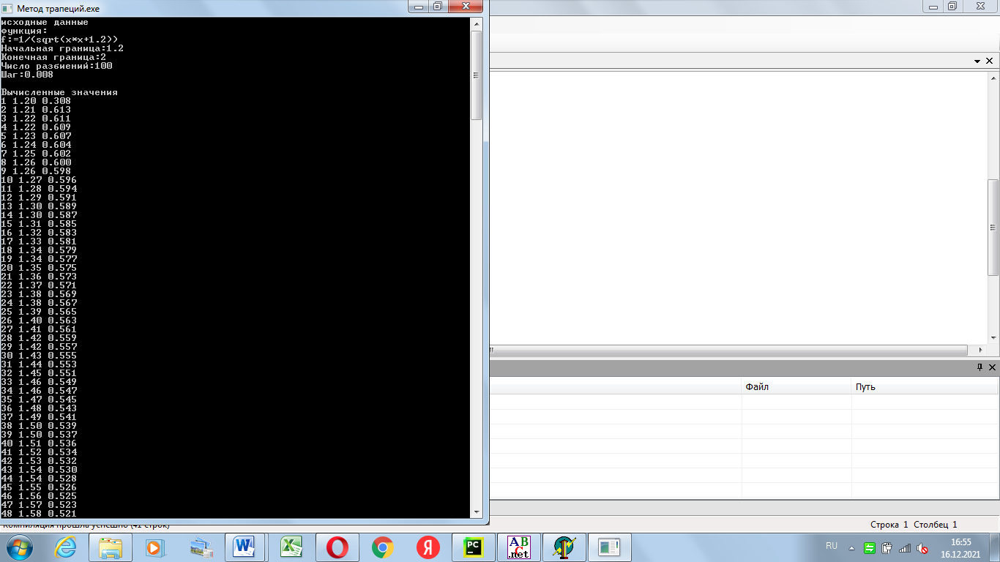 Метод трапеций.exe
исходные данные
функция:
f:=1/(sqrt(x*x+1.2))
Начальная граница:1.2
Конечная граница:2
Число разбиений:100
Шаг:0.008
Вычисленные значения
1 1.20 0.308
2 1.21 0.613
3 1.22 0.611
4 1.22 0.609
5 1.23 0.607
6 1.24 0.604
7 1.25 0.602
8 1.26 0.600
9 1.26 0.598
10 1.27 0.596
11 1.28 0.594
12 1.29 0.591
13 1.30 0.589
14 1.30 0.587
15 1.31 0.585
16 1.32 0.583
17 1.33 0.581
18 1.34 0.579
19 1.34 0.577
20 1.35 0.575
21 1.36 0.573
22 1.37 0.571
23 1.38 0.569
24 1.38 0.567
25 1.39 0.565
26 1.40 0.563
27 1.41 0.561
28 1.42 0.559
29 1.42 0.557
30 1.43 0.555
31 1.44 0.553
32 1.45 0.551
33 1.46 0.549
34 1.46 0.547
35 1.47 0.545
36 1.48 0.543
37 1.49 0.541
38 1.50 0.539
39 1.50 0.537
40 1.51 0.536
41 1.52 0.534
42 1.53 0.532
43 1.54 0.530
44 1.54 0.528
45 1.55 0.526
46 1.56 0.525
47 1.57 0.523
48 1.58 0.521
Файл Путь
Компиляция прошла успешно (41 строк)
Строка 1 Столбец 1
PC
ABC
.net
RU
16:55
16.12.2021